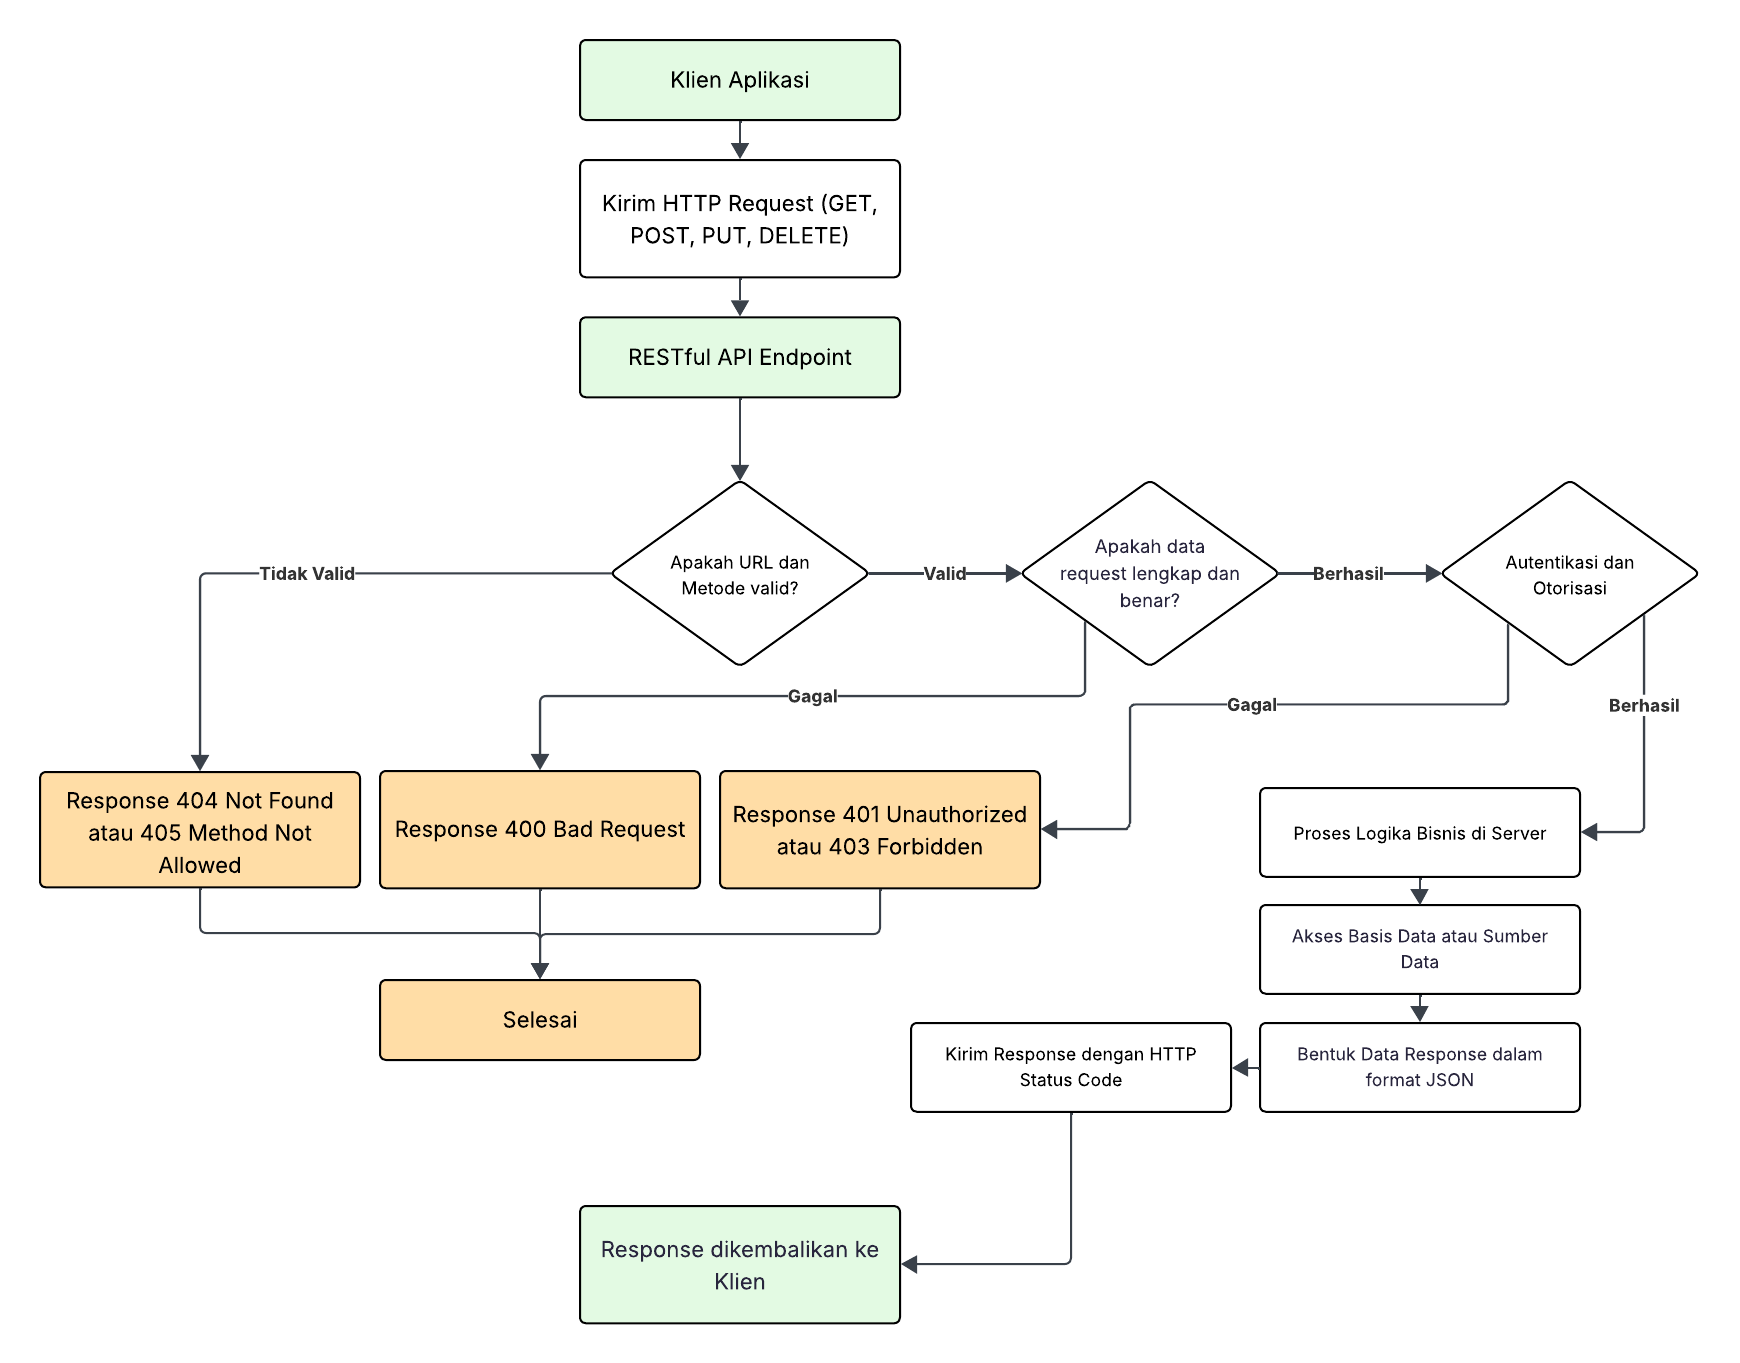 Klien Aplikasi
Kirim HTTP Request (GET,
POST, PUT, DELETE)
RESTful API Endpoint
Apakah URL dan
Metode valid?
Tidak Valid
Valid
Apakah data
request lengkap dan
benar?
Berhasil
Autentikasi dan
Otorisasi
Gagal
Gagal
Berhasil
Response 404 Not Found
atau 405 Method Not
Allowed
Response 400 Bad Request
Response 401 Unauthorized
atau 403 Forbidden
Proses Logika Bisnis di Server
Akses Basis Data atau Sumber
Data
Selesai
Kirim Response dengan HTTP
Status Code
Bentuk Data Response dalam
format JSON
Response dikembalikan ke
Klien